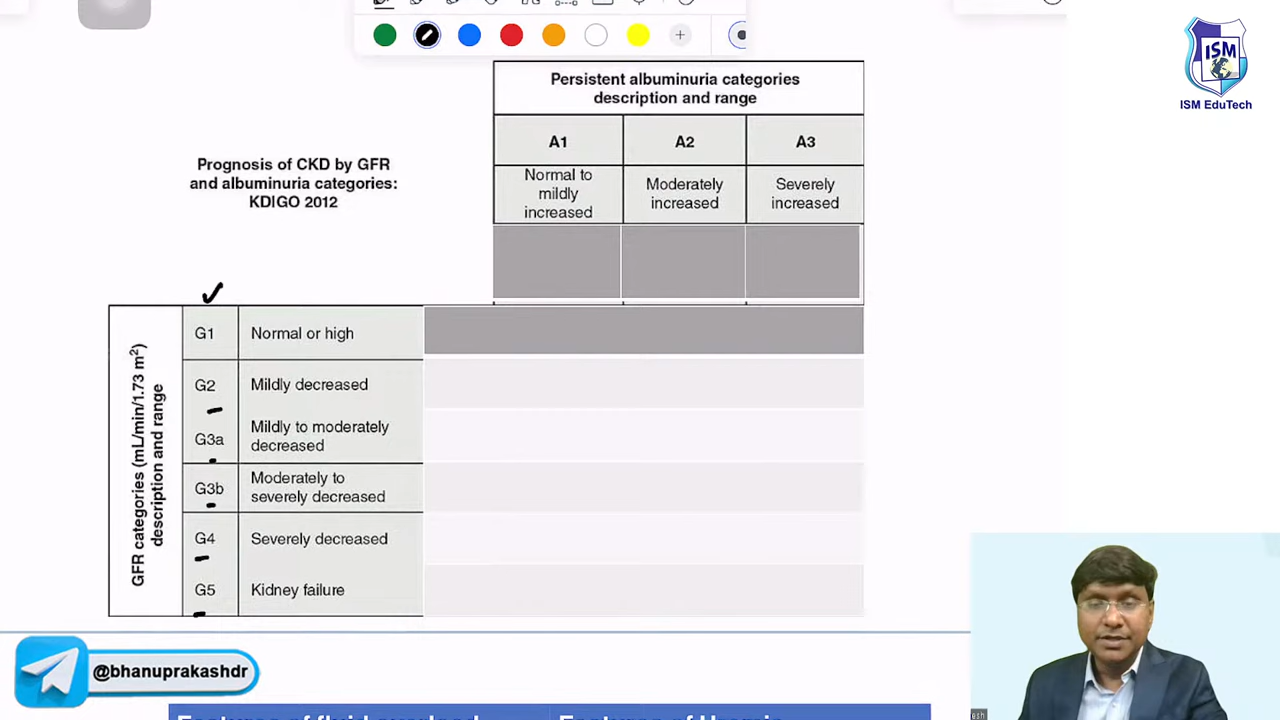 ISM
ISM EduTech
Persistent albuminuria categories
description and range
A1
A2
A3
Prognosis of CKD by GFR
and albuminuria categories:
KDIGO 2012
Normal to
mildly
increased
Moderately
increased
Severely
increased
GFR categories (mL/min/1.73 m²)
description and range
G1
Normal or high
G2
Mildly decreased
G3a
Mildly to moderately
decreased
G3b
Moderately to
severely decreased
G4
Severely decreased
G5
Kidney failure
@bhanuprakashdr